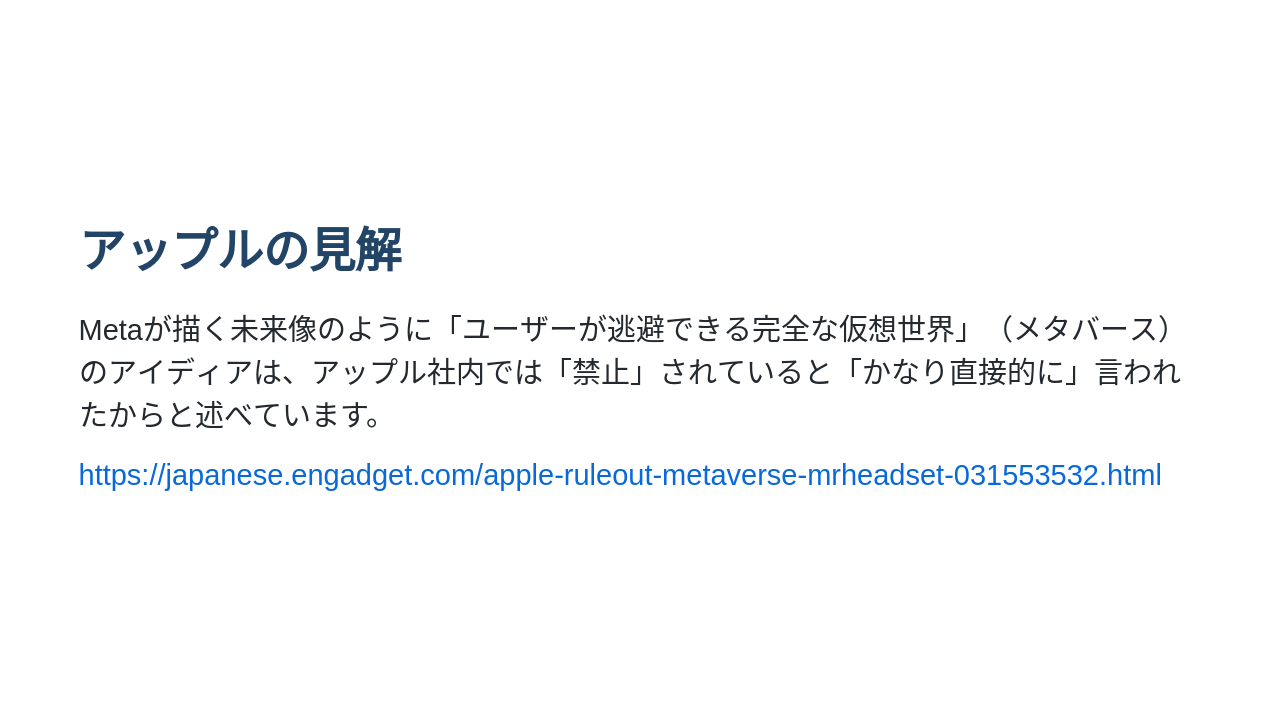 アップルの見解
Metaが描く未来像のように「ユーザーが逃避できる完全な仮想世界」（メタバース）
のアイディアは、アップル社内では「禁止」されていると「かなり直接的に」言われ
たからと述べています。
https://japanese.engadget.com/apple-ruleout-metaverse-mrheadset-031553532.html